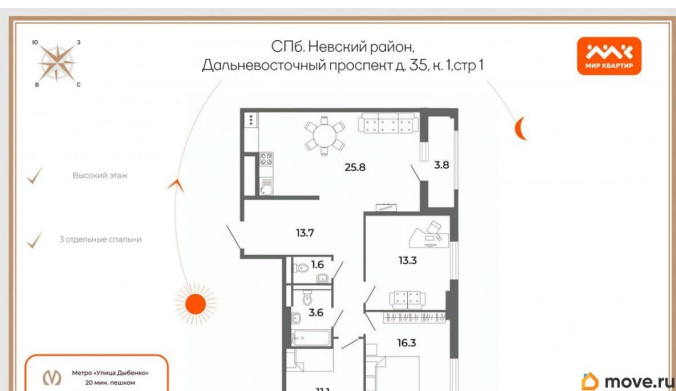 СПб. Невский район,
Дальневосточный проспект д. 35, к. 1,стр 1
Ю
З
В
С
МИР КВАРТИР
Высокий этаж
3 отдельные спальни
25.8
3.8
13.7
13.3
1.6
3.6
16.3
11.1
Метро «Улица Дыбенко»
20 мин. пешком
move.ru